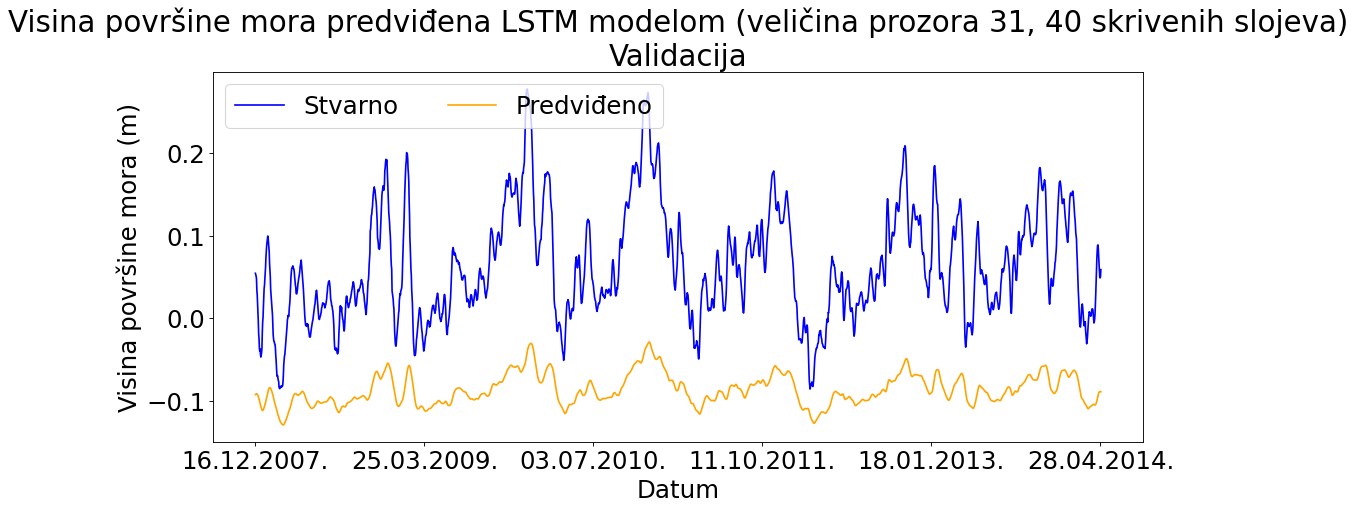 Visina površine mora predviđena LSTM modelom (veličina prozora 31, 40 skrivenih slojeva)
Validacija
Stvarno Predviđeno
Visina površine mora (m)
0.2
0.1
0.0
−0.1
16.12.2007. 25.03.2009. 03.07.2010. 11.10.2011. 18.01.2013. 28.04.2014.
Datum